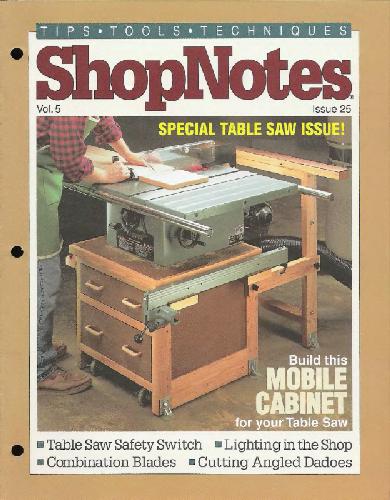 TIPS • TOOLS • TECHNIQUES
ShopNotes
Vol. 5 Issue 25
SPECIAL TABLE SAW ISSUE!
Build this
MOBILE
CABINET
for your Table Saw
■ Table Saw Safety Switch ■ Lighting in the Shop
■ Combination Blades ■ Cutting Angled Dadoes